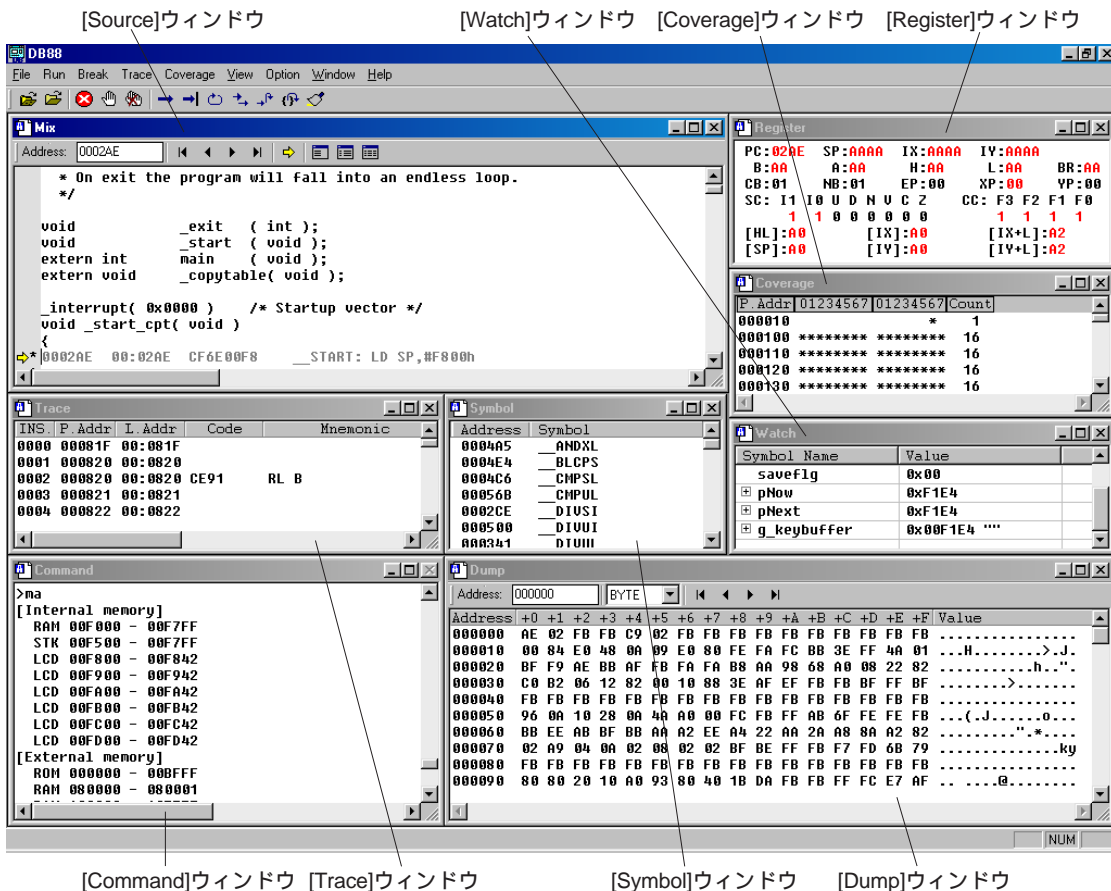 [Source]ウィンドウ [Watch]ウィンドウ [Coverage]ウィンドウ [Register]ウィンドウ
DB88
File Run Break Trace Coverage View Option Window Help
Mix
Address: 0002AE
* On exit the program will fall into an endless loop.
*/
void _exit ( int );
void _start ( void );
extern int main ( void );
extern void _copytable( void );
_interrupt( 0x0000 ) /* Startup vector */
void _start_cpt( void )
{
* 0002AE 00:02AE CF6E00F8 __START: LD SP,#F800h
Register
PC:02AE SP:AAAA IX:AAAA IY:AAAA
B:AA A:AA H:AA L:AA BR:AA
CB:01 NB:01 EP:00 XP:00 YP:00
SC: I1 I0 U D N V C Z CC: F3 F2 F1 F0
1 1 0 0 0 0 0 0 1 1 1 1
[HL]:A0 [IX]:A0 [IX+L]:A2
[SP]:A0 [IY]:A0 [IY+L]:A2
Coverage
P.Addr 01234567 01234567 Count
000010 * 1
000100 ******** ******** 16
000110 ******** ******** 16
000120 ******** ******** 16
000130 ******** ******** 16
Trace
INS. P.Addr L.Addr Code Mnemonic
0000 00081F 00:081F
0001 000820 00:0820
0002 000820 00:0820 CE91 RL B
0003 000821 00:0821
0004 000822 00:0822
Symbol
Address Symbol
0004A5 __ANDXL
0004E4 __BLCPS
0004C6 __CMPSL
00056B __CMPUL
0002CE __DIVSI
000500 __DIVUI
000341
Watch
Symbol Name Value
saveflg 0x00
pNow 0xF1E4
pNext 0xF1E4
g_keybuffer 0x00F1E4 ""
Command
>ma
[Internal memory]
RAM 00F000 - 00F7FF
STK 00F500 - 00F7FF
LCD 00F800 - 00F842
LCD 00F900 - 00F942
LCD 00FA00 - 00FA42
LCD 00FB00 - 00FB42
LCD 00FC00 - 00FC42
LCD 00FD00 - 00FD42
[External memory]
ROM 000000 - 00BFFF
RAM 080000 - 080001
Dump
Address: 000000 BYTE
Address +0 +1 +2 +3 +4 +5 +6 +7 +8 +9 +A +B +C +D +E +F Value
000000 AE 02 FB FB C9 02 FB FB FB FB FB FB FB FB FB FB ................
000010 00 84 E0 48 0A 09 E0 80 FE FA FC BB 3E FF 4A 01 ...H........>.J.
000020 BF F9 AE BB AF FB FA FA B8 AA 98 68 A0 08 22 82 ...........h..".
000030 C0 B2 06 12 82 00 10 88 3E AF EF FB FB BF FF BF ........>.......
000040 FB FB FB FB FB FB FB FB FB FB FB FB FB FB FB FB ................
000050 96 0A 10 28 0A 4A A0 00 FC FB FF AB 6F FE FE FB ...(.J......o...
000060 BB EE AB BF BB AA A2 EE A4 22 AA 2A A8 8A A2 82 .........".*....
000070 02 A9 04 0A 02 08 02 02 BF BE FF FB F7 FD 6B 79 ..............ky
000080 FB FB FB FB FB FB FB FB FB FB FB FB FB FB FB FB ................
000090 80 80 20 10 A0 93 80 40 1B DA FB FB FF FC E7 AF .. ....@........
NUM
[Command]ウィンドウ [Trace]ウィンドウ [Symbol]ウィンドウ [Dump]ウィンドウ